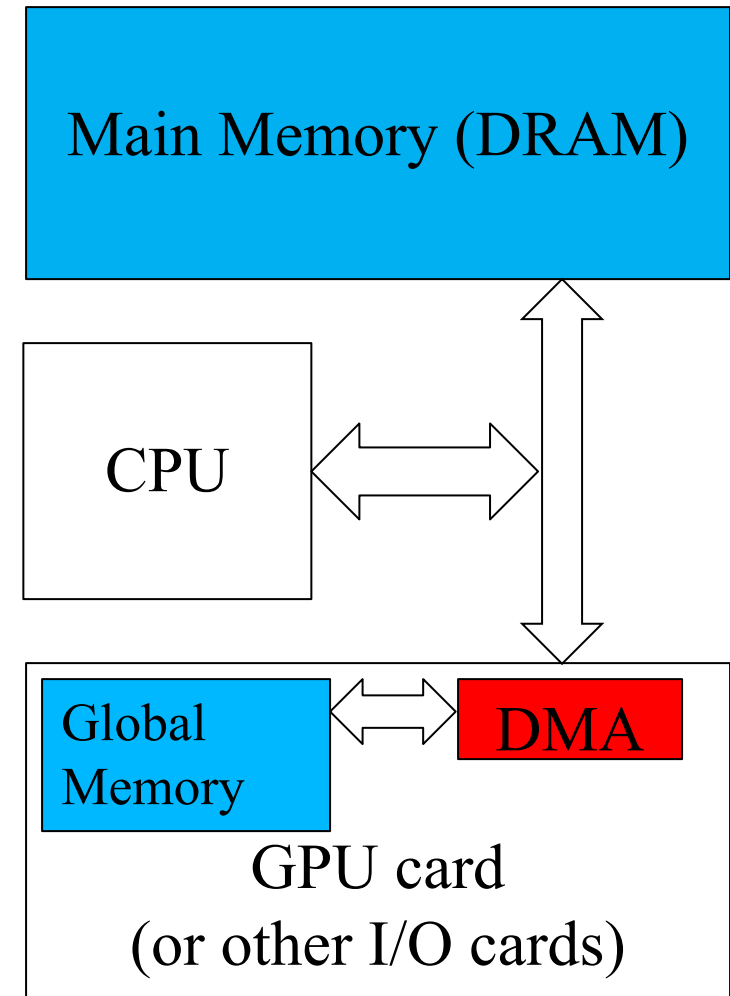 Main Memory (DRAM)
CPU
Global
Memory
DMA
GPU card
(or other I/O cards)